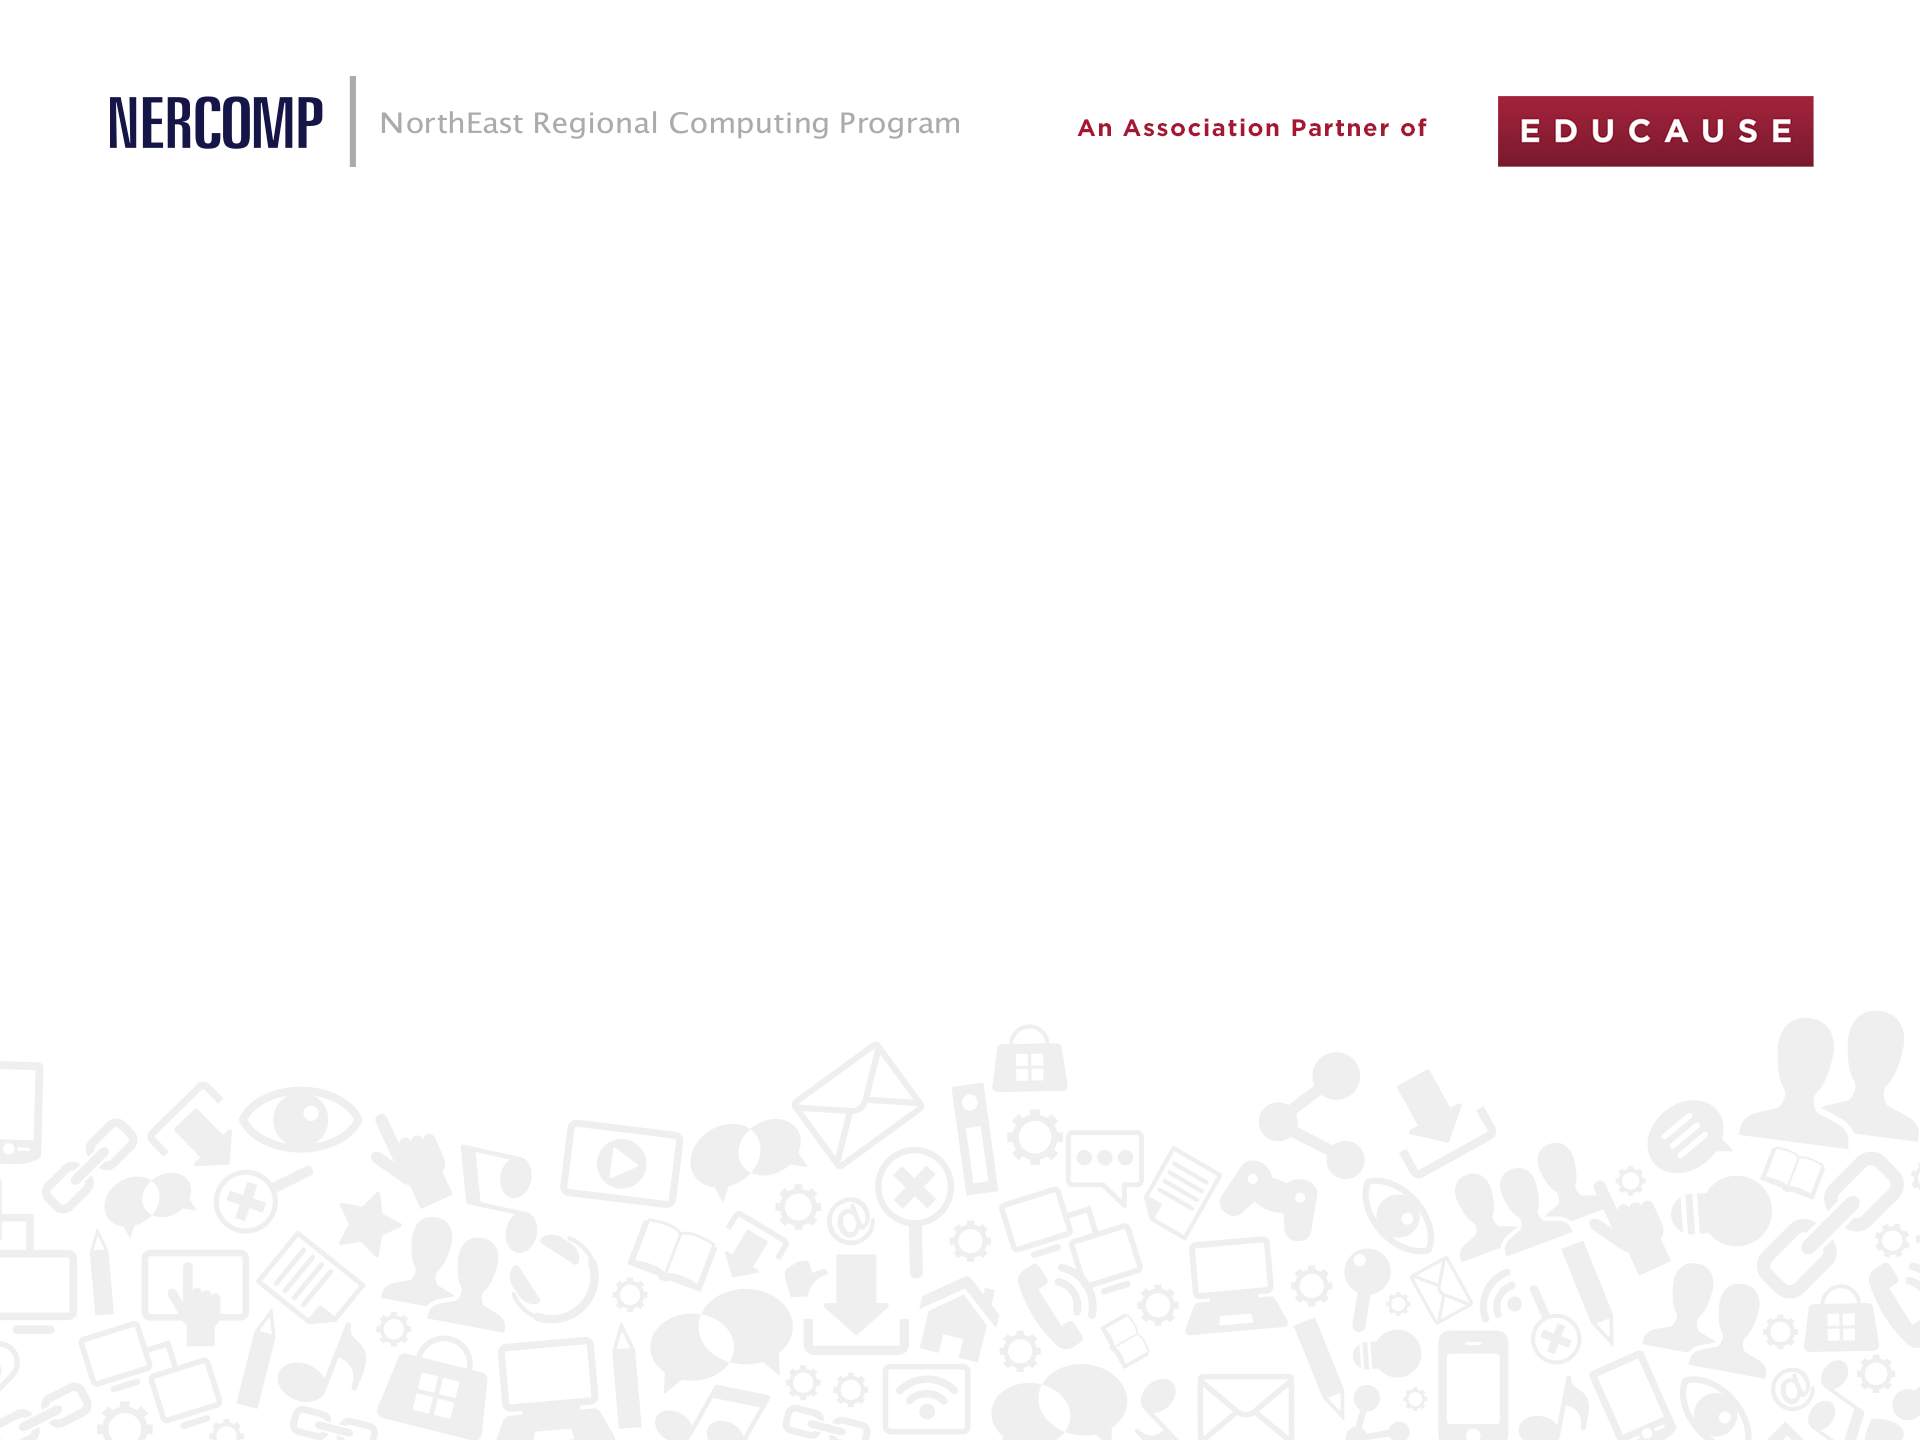 NERCOMP
NorthEast Regional Computing Program
An Association Partner of
EDUCAUSE